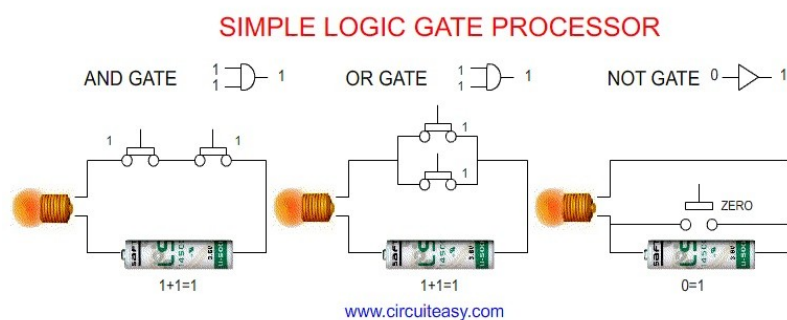 SIMPLE LOGIC GATE PROCESSOR
AND GATE 1 1 1
OR GATE 1 1 1
NOT GATE 0 1
1 1
1
1
ZERO
1+1=1
1+1=1
0=1
www.circuiteasy.com